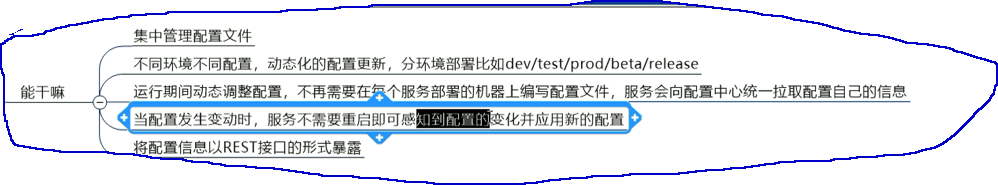 集中管理配置文件
不同环境不同配置，动态化的配置更新，分环境部署比如dev/test/prod/beta/release
能干嘛
运行期间动态调整配置，不再需要在每个服务部署的机器上编写配置文件，服务会向配置中心统一拉取配置自己的信息
当配置发生变动时，服务不需要重启即可感知到配置的变化并应用新的配置
将配置信息以REST接口的形式暴露